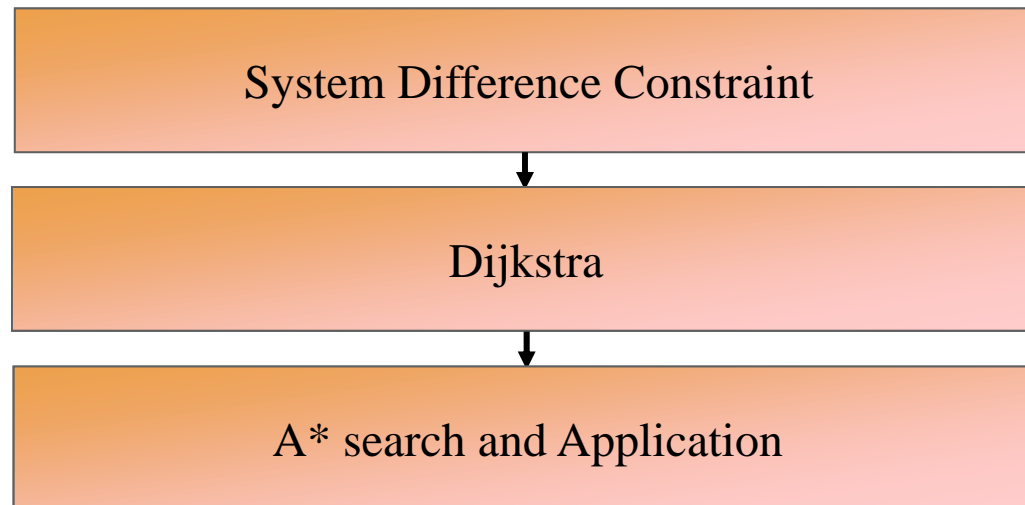 System Difference Constraint
Dijkstra
A* search and Application